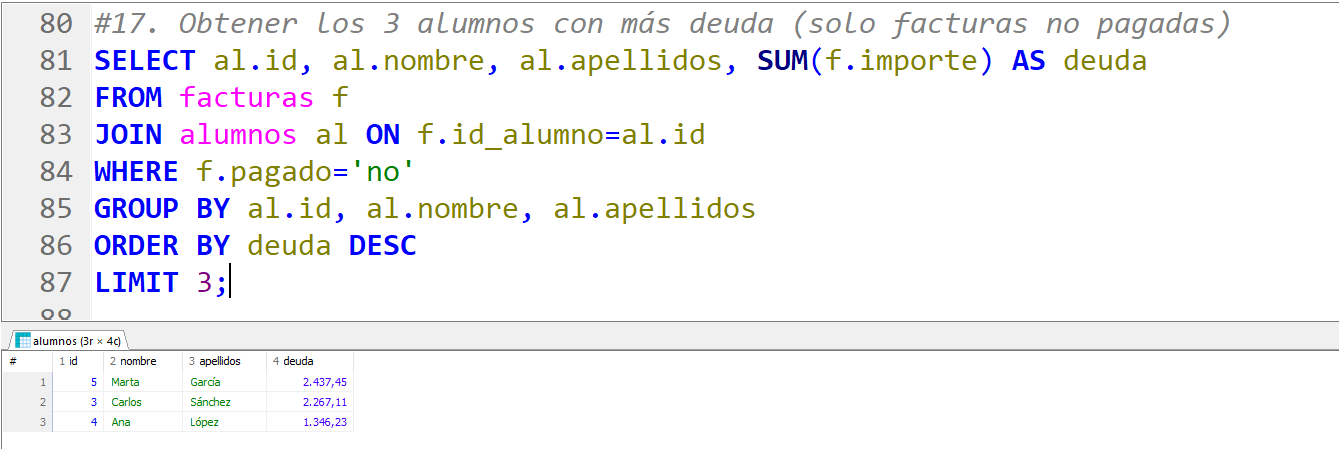 80 #17. Obtener los 3 alumnos con más deuda (solo facturas no pagadas)
81 SELECT al.id, al.nombre, al.apellidos, SUM(f.importe) AS deuda
82 FROM facturas f
83 JOIN alumnos al ON f.id_alumno=al.id
84 WHERE f.pagado='no'
85 GROUP BY al.id, al.nombre, al.apellidos
86 ORDER BY deuda DESC
87 LIMIT 3;
88
alumnos (3r × 4c)
# 1 id 2 nombre 3 apellidos 4 deuda
1 5 Marta García 2.437,45
2 3 Carlos Sánchez 2.267,11
3 4 Ana López 1.346,23